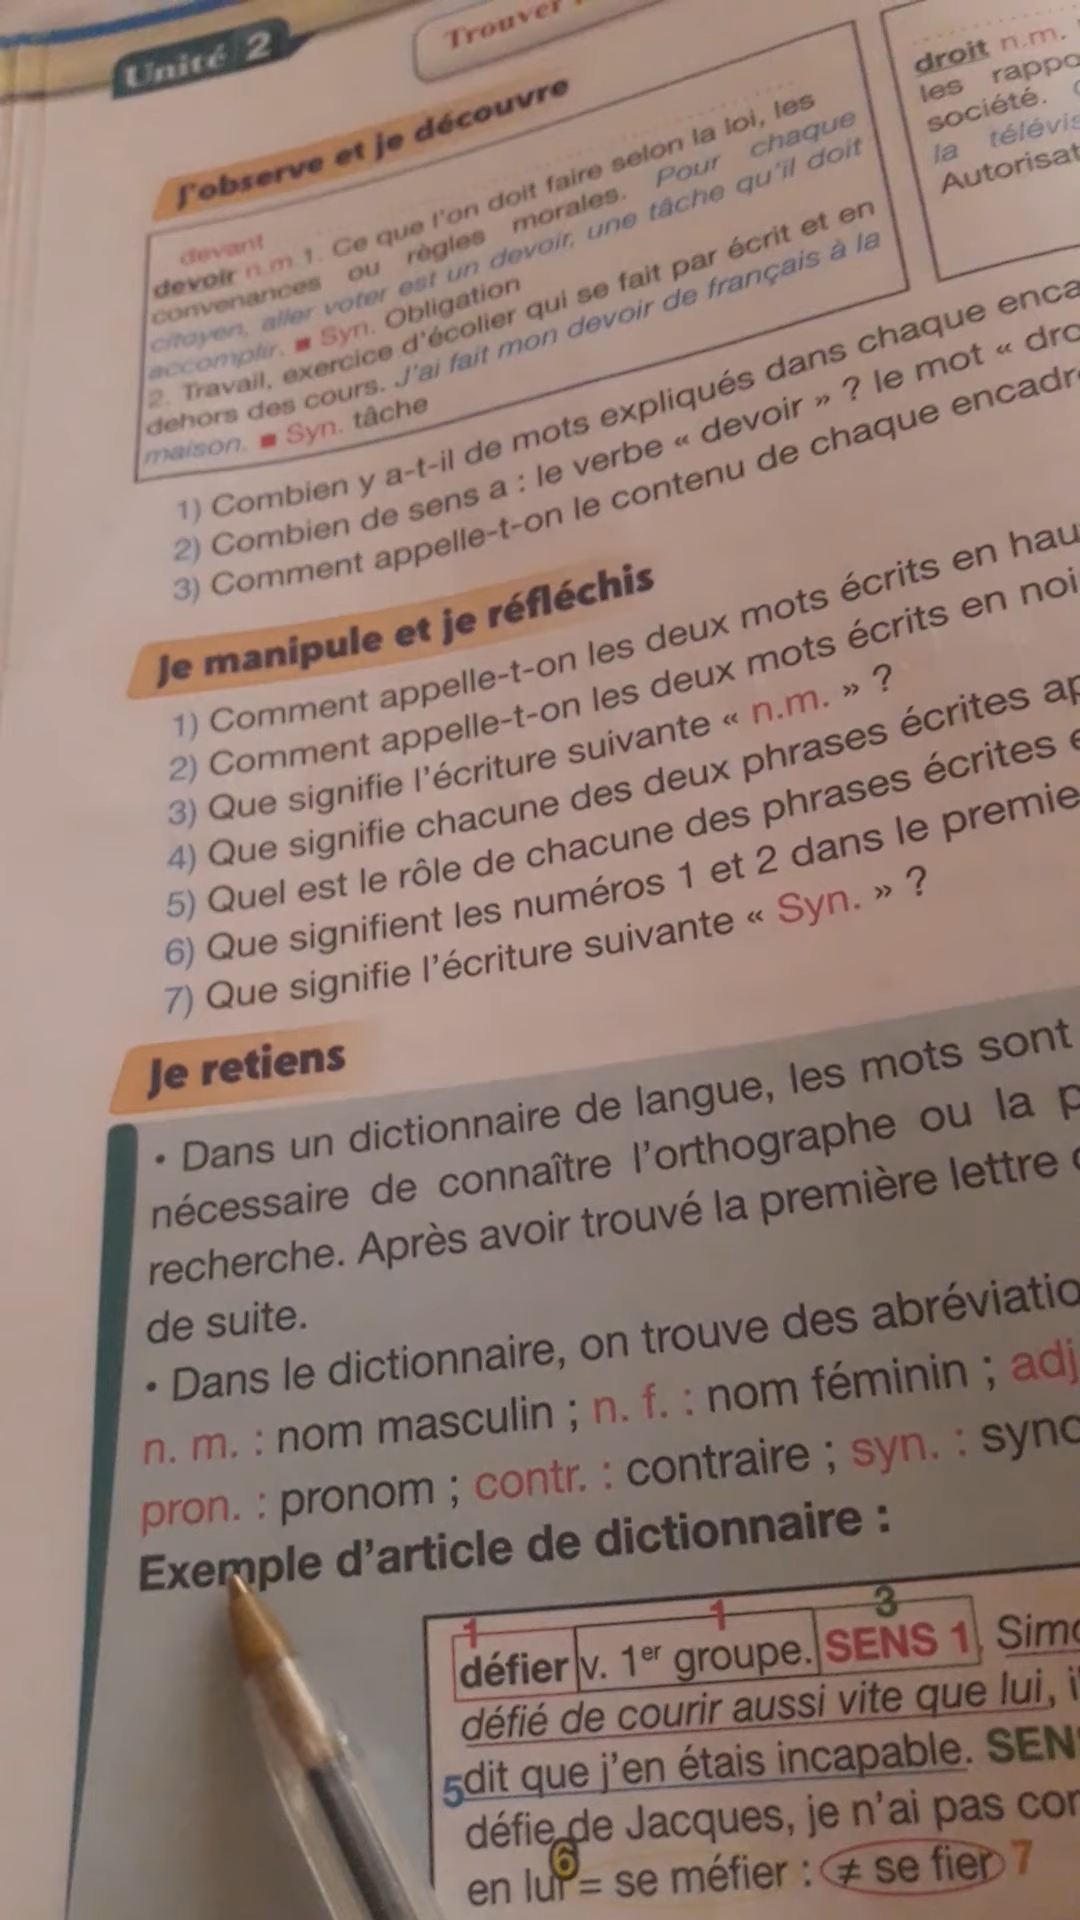 Unité 2
Trouver
J'observe et je découvre
devant
devoir n.m 1. Ce que l'on doit faire selon la loi, les
convenances ou règles morales. Pour chaque
citoyen, aller voter est un devoir, une tâche qu'il doit
accomplir. ■ Syn. Obligation
2. Travail, exercice d'écolier qui se fait par écrit et en
dehors des cours. J'ai fait mon devoir de français à la
maison. ■ Syn. tâche
droit n.m.
les rappo
société.
la télévis
Autorisat
1) Combien y a-t-il de mots expliqués dans chaque enca
2) Combien de sens a : le verbe « devoir » ? le mot « dro
3) Comment appelle-t-on le contenu de chaque encadr
Je manipule et je réfléchis
1) Comment appelle-t-on les deux mots écrits en hau
2) Comment appelle-t-on les deux mots écrits en noi
3) Que signifie l'écriture suivante « n.m. » ?
4) Que signifie chacune des deux phrases écrites ap
5) Quel est le rôle de chacune des phrases écrites e
6) Que signifient les numéros 1 et 2 dans le premie
7) Que signifie l'écriture suivante « Syn. » ?
Je retiens
• Dans un dictionnaire de langue, les mots sont
nécessaire de connaître l'orthographe ou la p
recherche. Après avoir trouvé la première lettre
de suite.
• Dans le dictionnaire, on trouve des abréviatio
n. m. : nom masculin ; n. f. : nom féminin ; adj
pron. : pronom ; contr. : contraire ; syn. : syno
Exemple d'article de dictionnaire :
1 1 3
défier v. 1er groupe. SENS 1. Simo
défié de courir aussi vite que lui, i
5 dit que j'en étais incapable. SENS
défie de Jacques, je n'ai pas con
6
en lui = se méfier : ≠ se fier 7